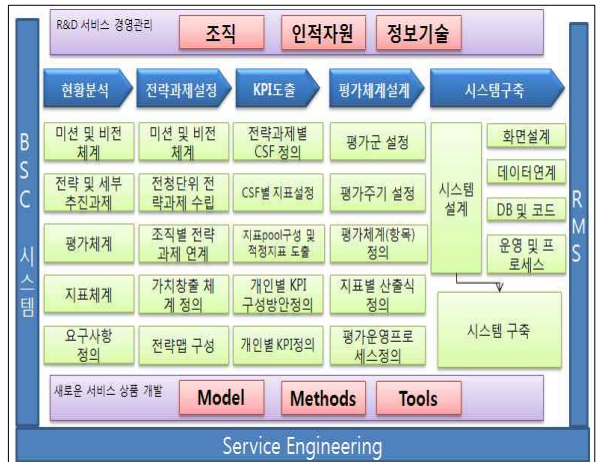 R&D 서비스 경영관리
조직
인적자원
정보기술
현황분석
전략과제설정
KPI도출
평가체계설계
시스템구축
BSC 시스템
미션 및 비전
체계
전략 및 세부
추진과제
평가체계
지표체계
요구사항
정의
미션 및 비전
체계
전청단위 전
략과제 수립
조직별 전략
과제 연계
가치창출 체
계 정의
전략맵 구성
전략과제별
CSF 정의
CSF별 지표설정
지표pool구성 및
적정지표 도출
개인별 KPI
구성방안정의
개인별 KPI정의
평가군 설정
평가주기 설정
평가체계(항목)
정의
지표별 산출식
정의
평가운영프로
세스정의
시스템
설계
화면설계
데이터연계
DB 및 코드
운영 및 프
로세스
시스템 구축
RMS
새로운 서비스 상품 개발
Model
Methods
Tools
Service Engineering